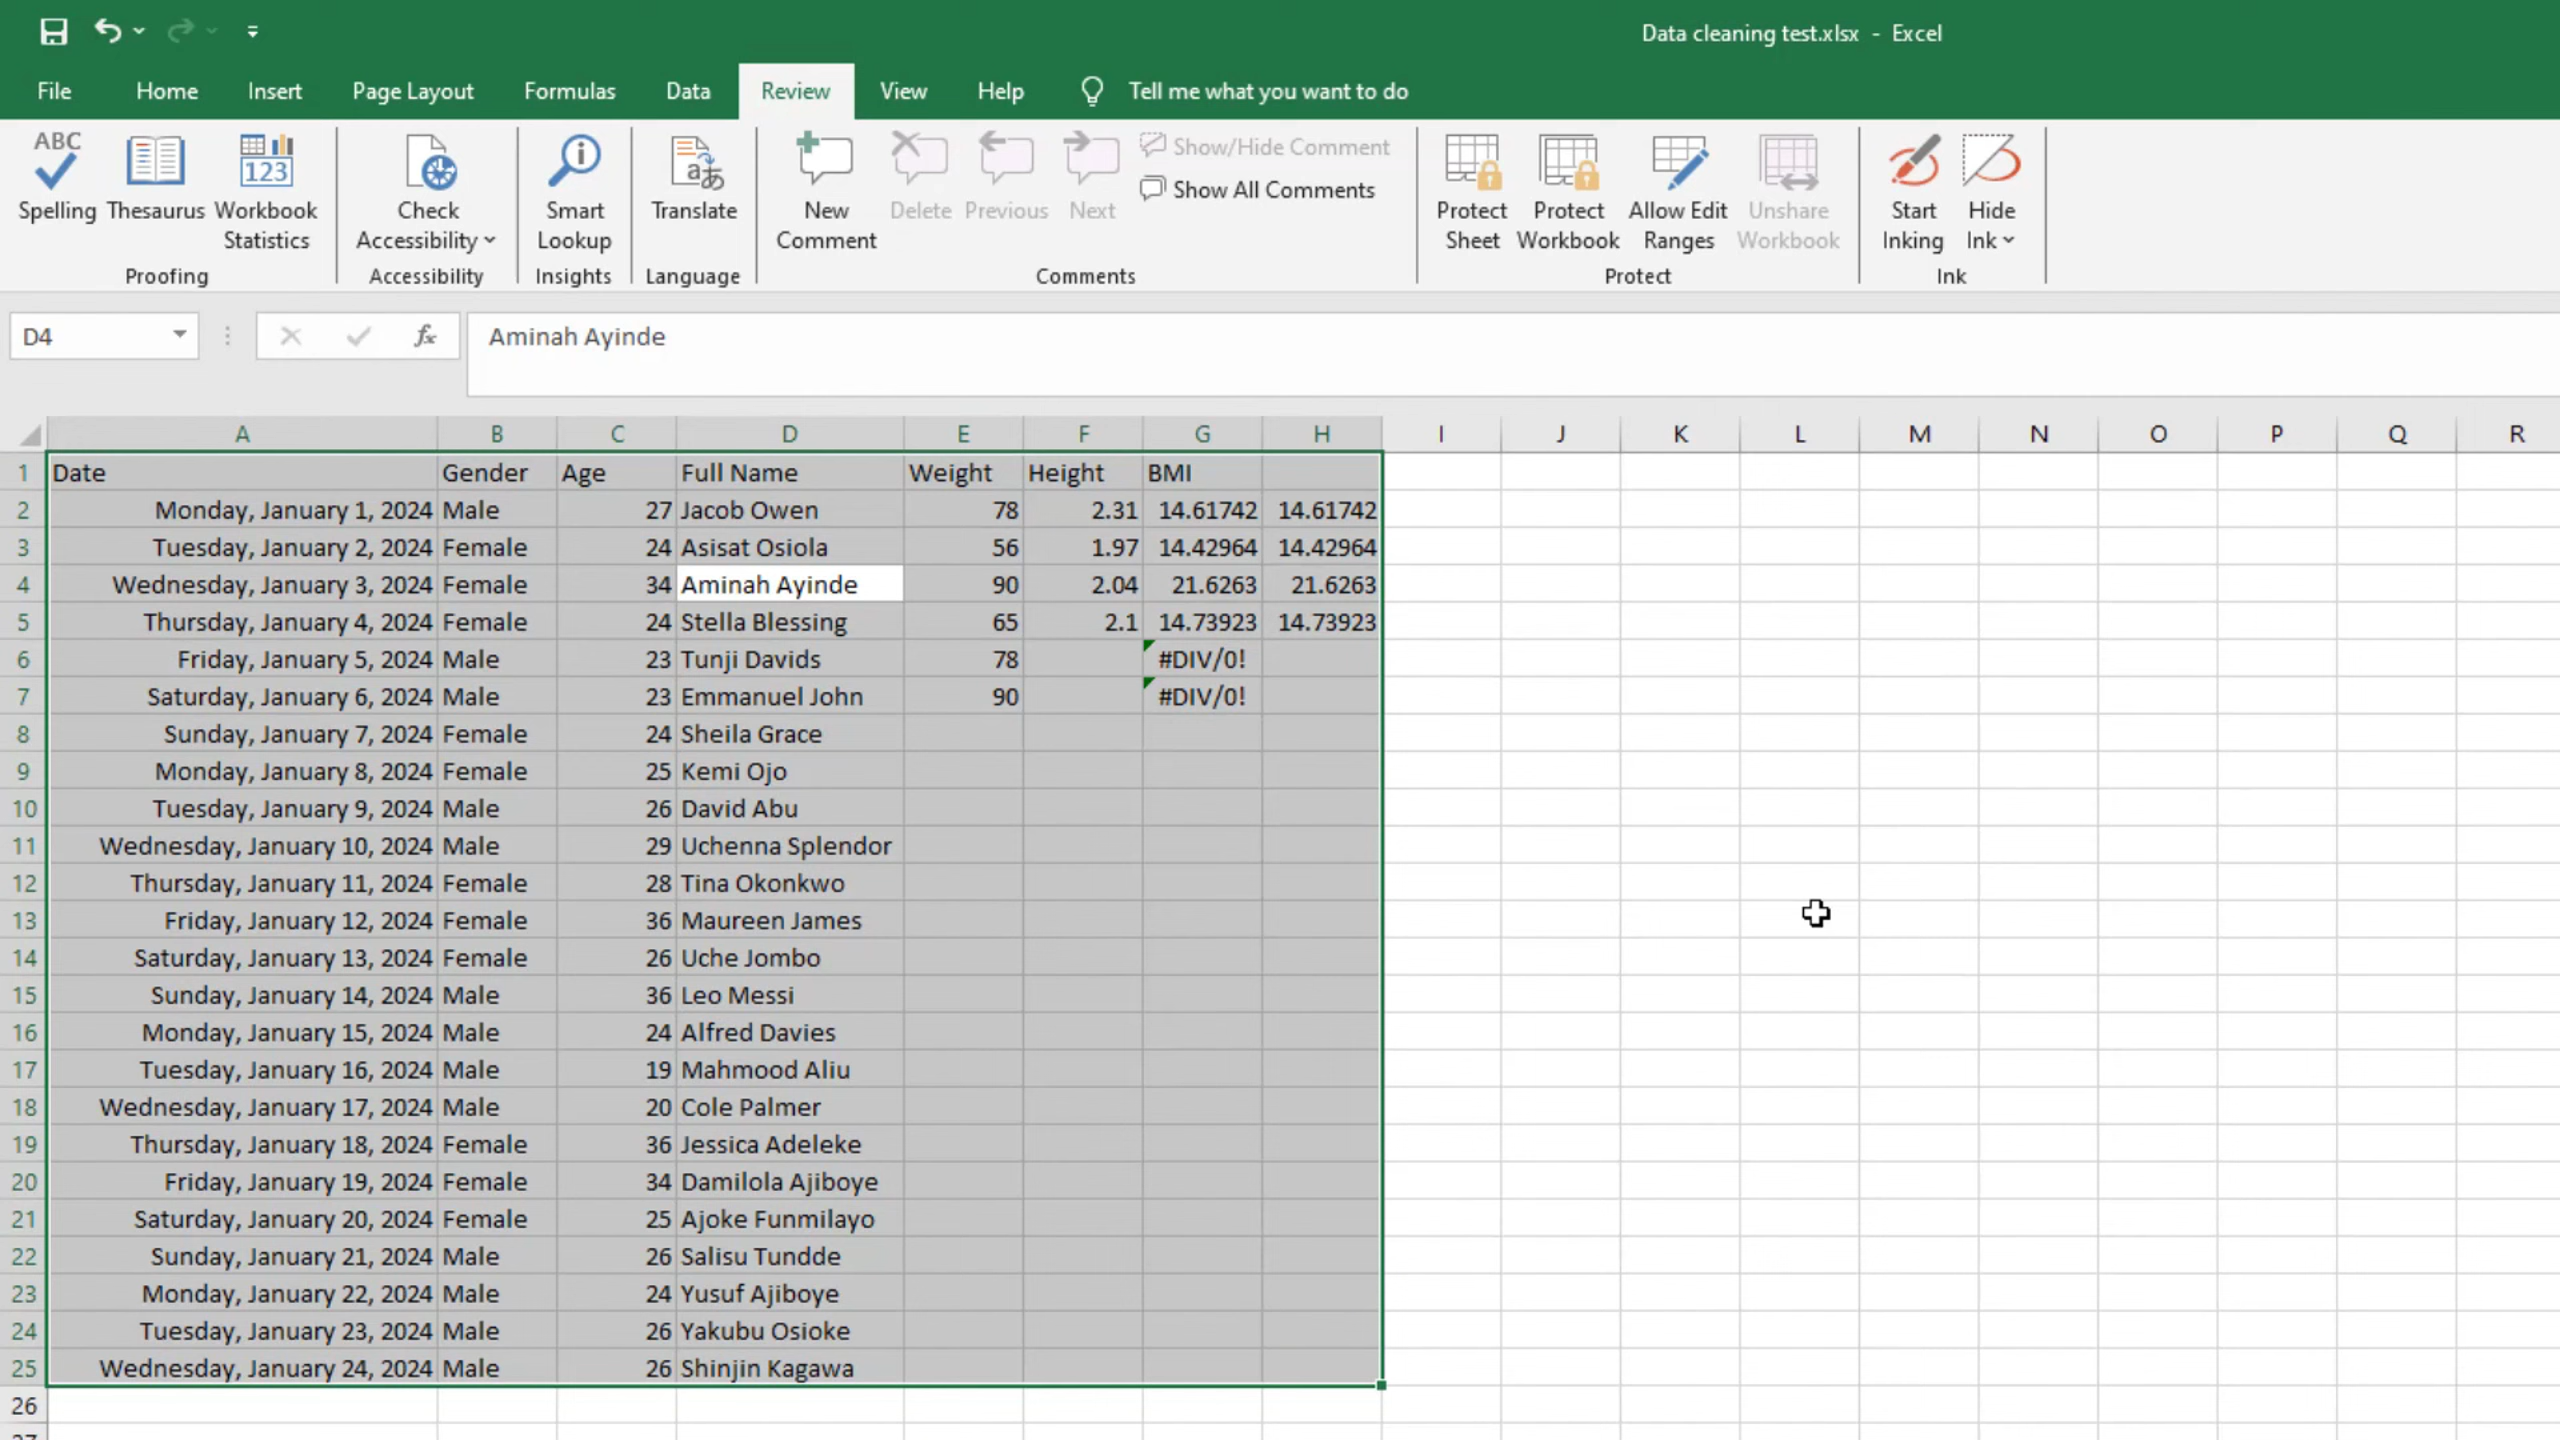 Data cleaning test.xlsx - Excel
File Home Insert Page Layout Formulas Data Review View Help Tell me what you want to do
ABC
123
Spelling Thesaurus Workbook Statistics
Check Accessibility
Smart Lookup
Translate
New Comment
Delete Previous Next
Show/Hide Comment
Show All Comments
Protect Sheet
Protect Workbook
Allow Edit Ranges
Unshare Workbook
Start Inking
Hide Ink
Proofing Accessibility Insights Language Comments Protect Ink
D4 fx Aminah Ayinde
A B C D E F G H I J K L M N O P Q R
1 Date Gender Age Full Name Weight Height BMI
2 Monday, January 1, 2024 Male 27 Jacob Owen 78 2.31 14.61742 14.61742
3 Tuesday, January 2, 2024 Female 24 Asisat Osiola 56 1.97 14.42964 14.42964
4 Wednesday, January 3, 2024 Female 34 Aminah Ayinde 90 2.04 21.6263 21.6263
5 Thursday, January 4, 2024 Female 24 Stella Blessing 65 2.1 14.73923 14.73923
6 Friday, January 5, 2024 Male 23 Tunji Davids 78 #DIV/0!
7 Saturday, January 6, 2024 Male 23 Emmanuel John 90 #DIV/0!
8 Sunday, January 7, 2024 Female 24 Sheila Grace
9 Monday, January 8, 2024 Female 25 Kemi Ojo
10 Tuesday, January 9, 2024 Male 26 David Abu
11 Wednesday, January 10, 2024 Male 29 Uchenna Splendor
12 Thursday, January 11, 2024 Female 28 Tina Okonkwo
13 Friday, January 12, 2024 Female 36 Maureen James
14 Saturday, January 13, 2024 Female 26 Uche Jombo
15 Sunday, January 14, 2024 Male 36 Leo Messi
16 Monday, January 15, 2024 Male 24 Alfred Davies
17 Tuesday, January 16, 2024 Male 19 Mahmood Aliu
18 Wednesday, January 17, 2024 Male 20 Cole Palmer
19 Thursday, January 18, 2024 Female 36 Jessica Adeleke
20 Friday, January 19, 2024 Female 34 Damilola Ajiboye
21 Saturday, January 20, 2024 Female 25 Ajoke Funmilayo
22 Sunday, January 21, 2024 Male 26 Salisu Tundde
23 Monday, January 22, 2024 Male 24 Yusuf Ajiboye
24 Tuesday, January 23, 2024 Male 26 Yakubu Osioke
25 Wednesday, January 24, 2024 Male 26 Shinjin Kagawa
26